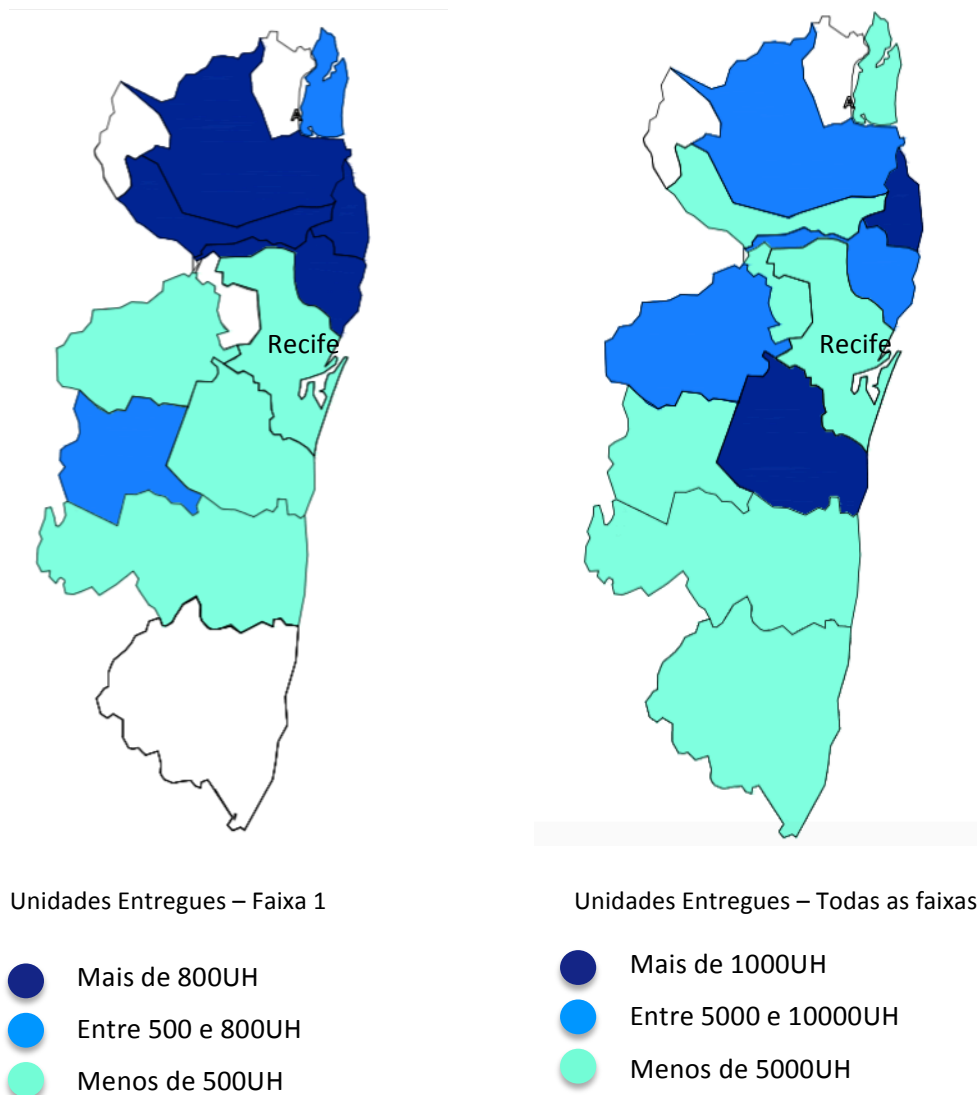 A
Recife
A
Recife
Unidades Entregues – Faixa 1
Mais de 800UH
Entre 500 e 800UH
Menos de 500UH
Unidades Entregues – Todas as faixas
Mais de 1000UH
Entre 5000 e 10000UH
Menos de 5000UH